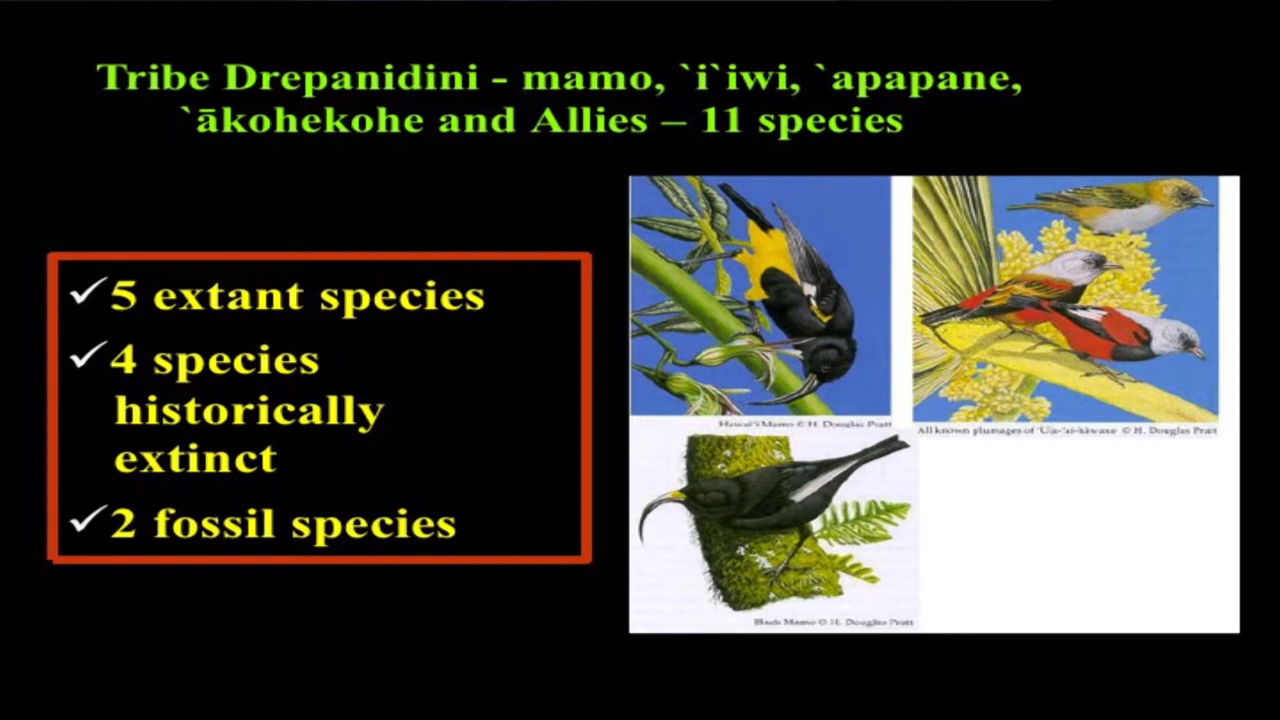 Tribe Drepanidini - mamo, `i`iwi, `apapane,
`ākohekohe and Allies – 11 species
✓5 extant species
✓4 species
historically
extinct
✓2 fossil species
Hawai'i Mamo © H. Douglas Pratt
All known plumages of 'Ula-'ai-hāwane © H. Douglas Pratt
Black Mamo © H. Douglas Pratt